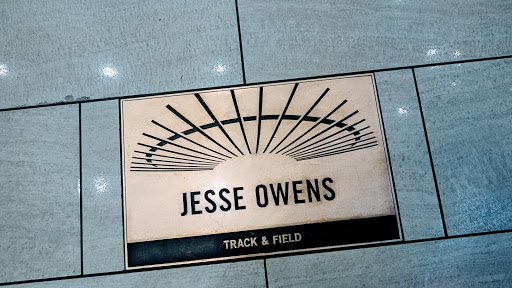 JESSE OWENS
TRACK & FIELD